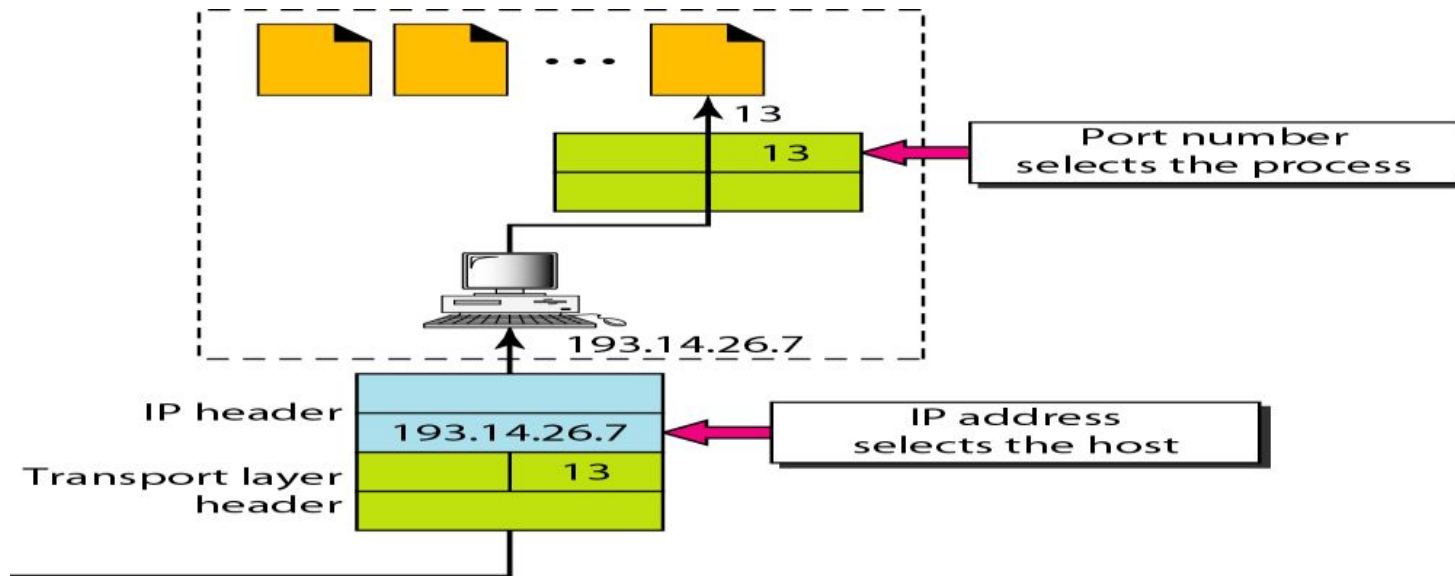 13
13
Port number
selects the process
193.14.26.7
IP header
193.14.26.7
IP address
selects the host
Transport layer
header
13